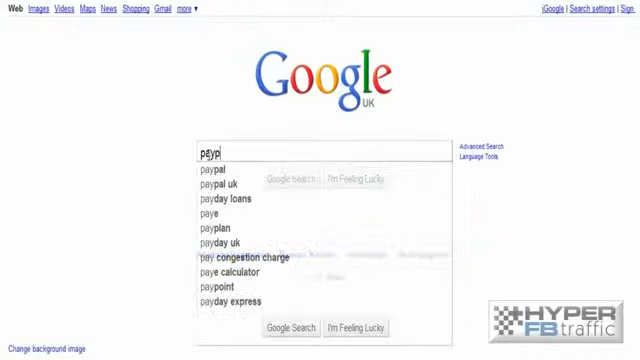 Web Images Videos Maps News Shopping Gmail more ▼
iGoogle | Search settings | Sign
Google
UK
payp
Advanced Search
Language Tools
paypal
paypal uk
Google Search
I'm Feeling Lucky
payday loans
paye
payplan
payday uk
pay congestion charge
paye calculator
paypoint
payday express
Google Search
I'm Feeling Lucky
HYPER
FBtraffic
Change background image